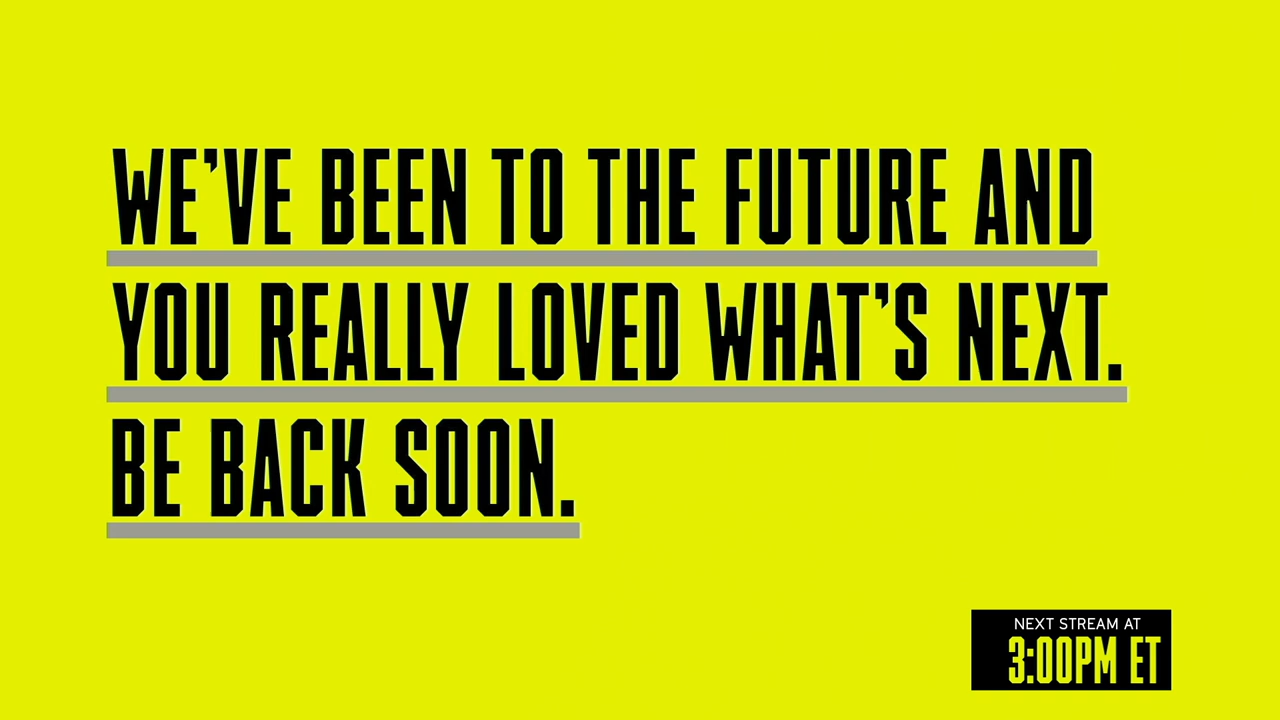 WE’VE BEEN TO THE FUTURE AND
YOU REALLY LOVED WHAT’S NEXT.
BE BACK SOON.
NEXT STREAM AT
3:00PM ET